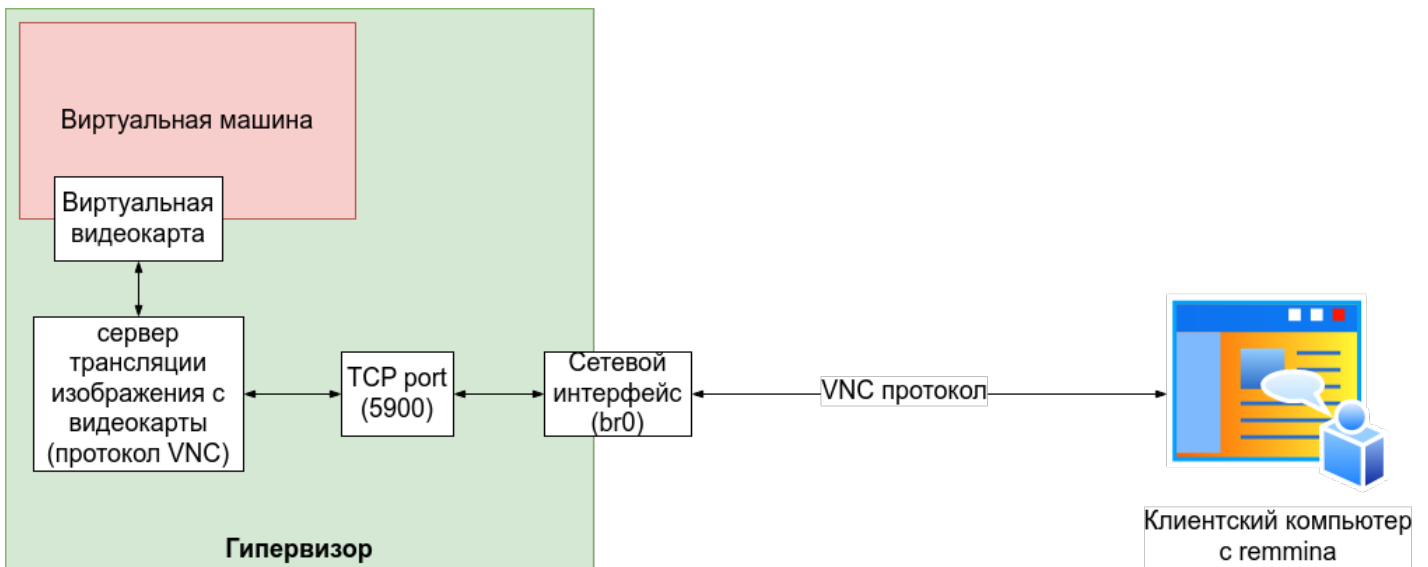 Виртуальная машина
Виртуальная
видеокарта
сервер
трансляции
изображения с
видеокарты
(протокол VNC)
TCP port
(5900)
Сетевой
интерфейс
(br0)
VNC протокол
Клиентский компьютер
с remmina
Гипервизор